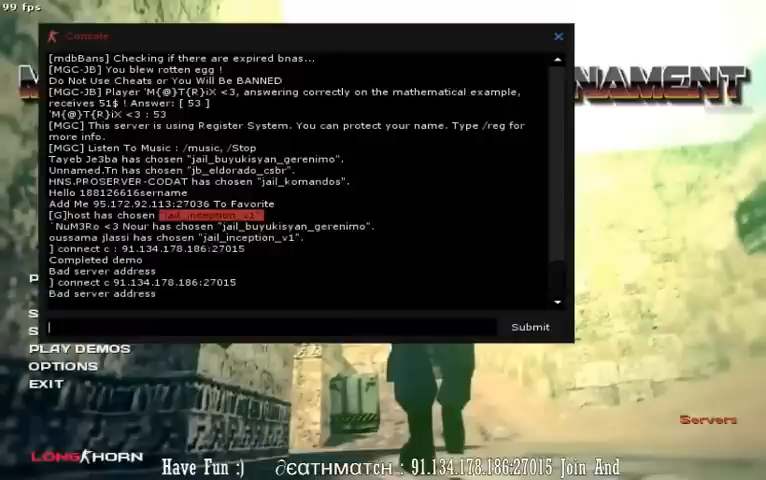 99 fps
Console
[mdbBans] Checking if there are expired bnas...
[MGC-JB] You blew rotten egg !
Do Not Use Cheats or You Will Be BANNED
[MGC-JB] Player 'M{@}T{R}iX <3, answering correctly on the mathematical example,
receives 51$ ! Answer: [ 53 ]
'M{@}T{R}iX <3 : 53
[MGC] This server is using Register System. You can protect your name. Type /reg for
more info.
[MGC] Listen To Music : /music, /Stop
Tayeb Je3ba has chosen "jail_buyukisyan_gerenimo".
Unnamed.Tn has chosen "jb_eldorado_csbr".
HNS.PROSERVER-CODAT has chosen "jail_komandos".
Hello 188126616sername
Add Me 95.172.92.113:27036 To Favorite
[G]host has chosen "jail_inception_v1".
`NuM3Ro <3 Nour has chosen "jail_buyukisyan_gerenimo".
oussama jlassi has chosen "jail_inception_v1".
] connect c : 91.134.178.186:27015
Completed demo
Bad server address
] connect c 91.134.178.186:27015
Bad server address
Submit
PLAY DEMOS
OPTIONS
EXIT
Servers
LONGHORN
Have Fun :) ∂єατнмατcн : 91.134.178.186:27015 Join And